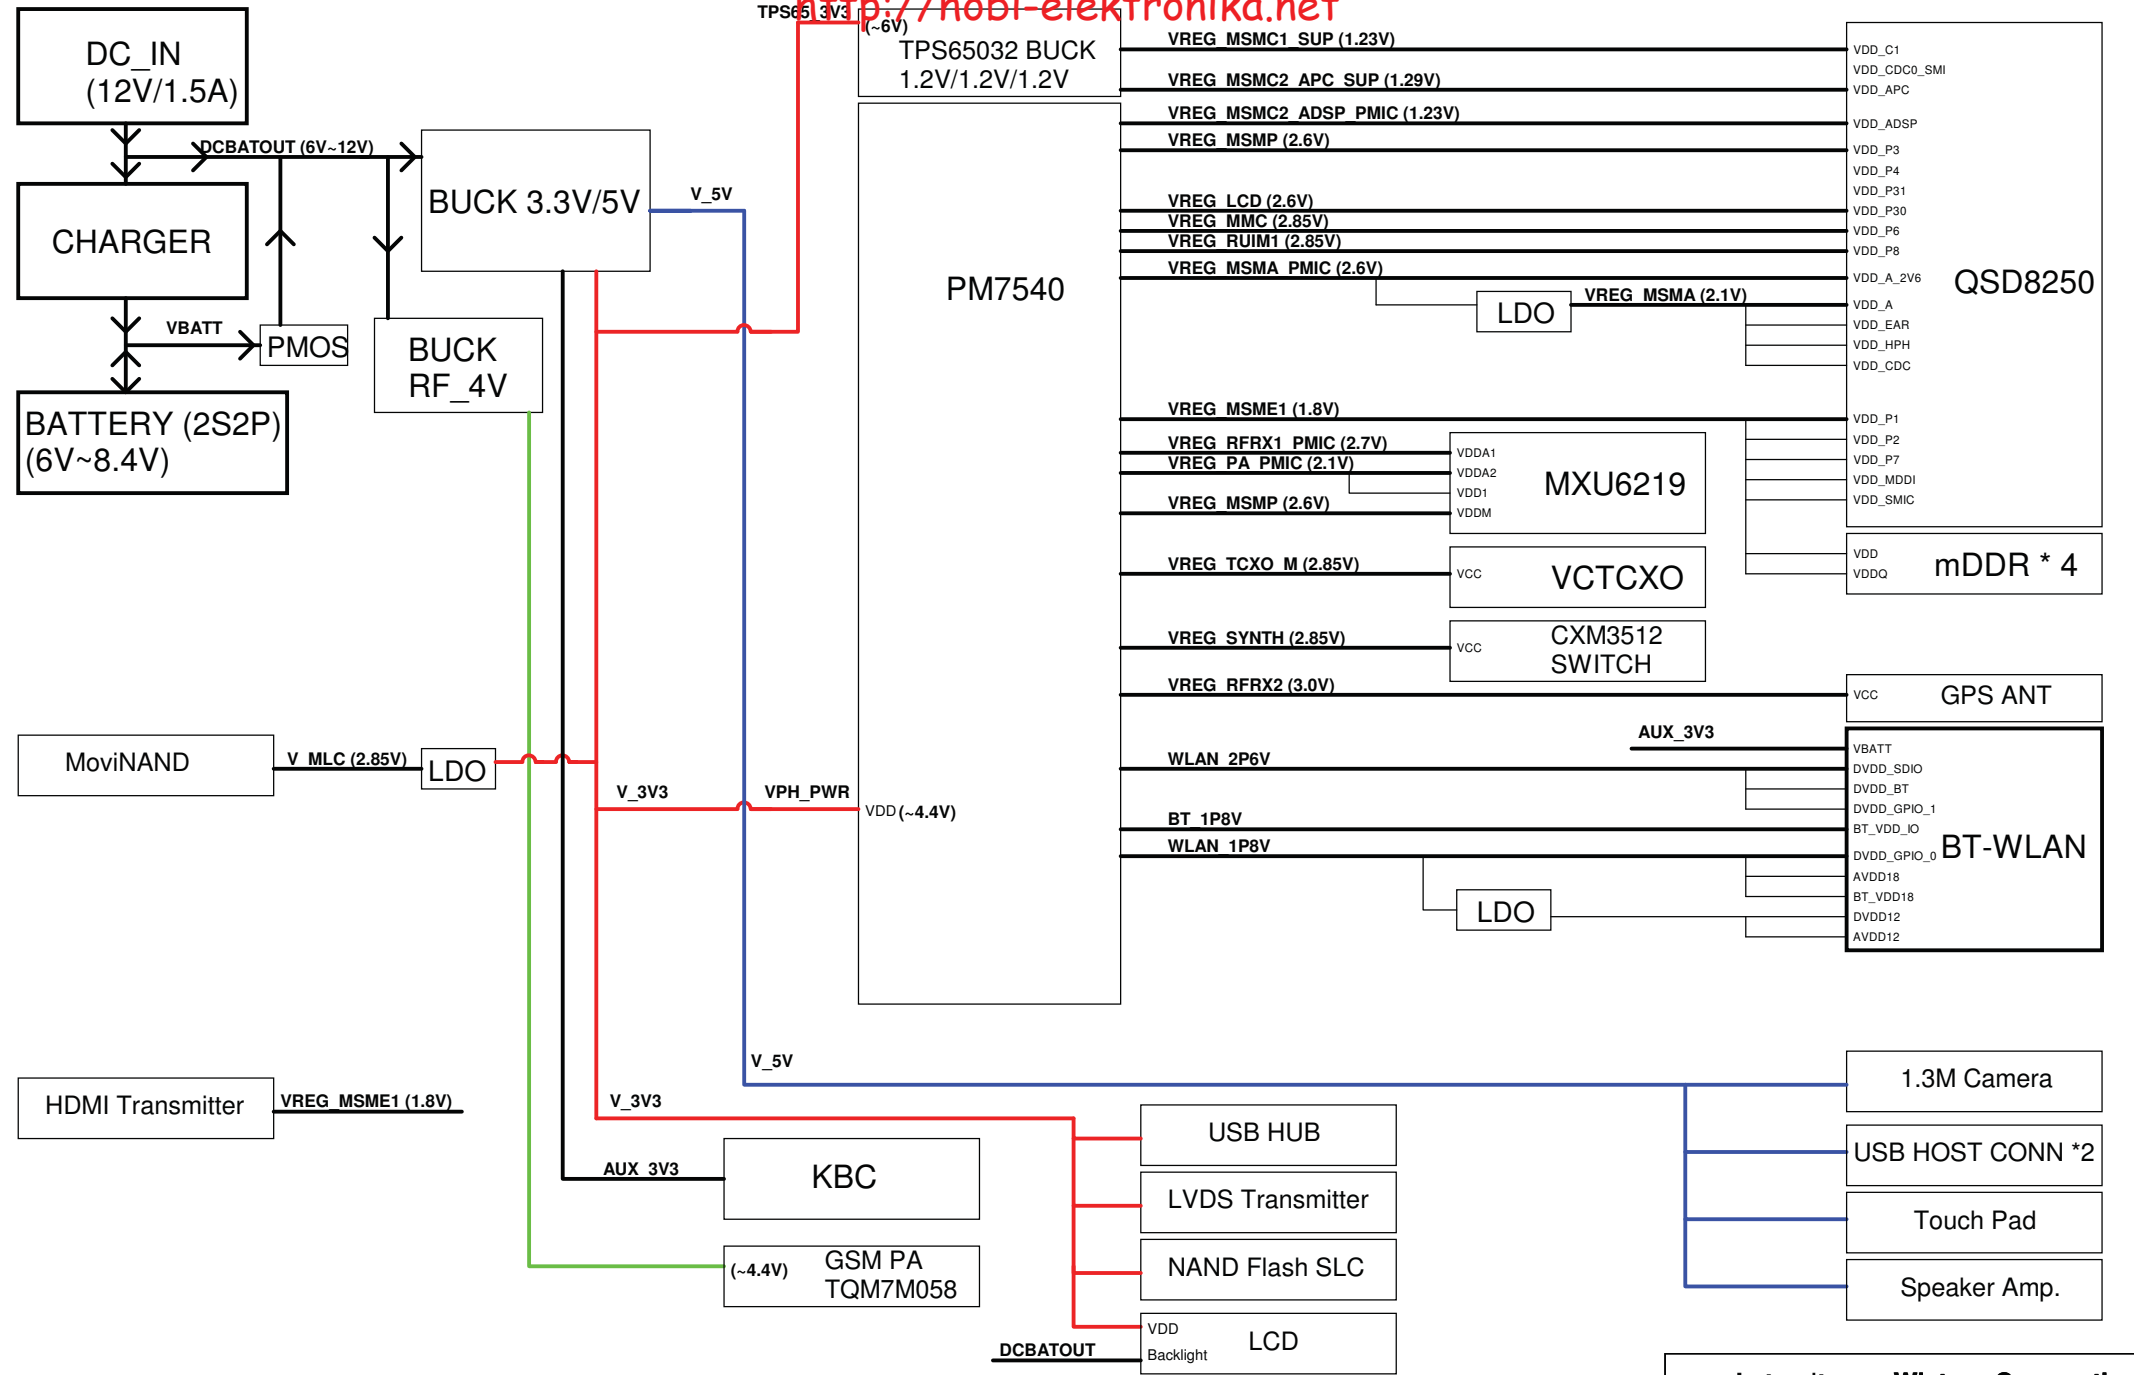 http://hobi-elektronika.net
TPS65_3V3
(~6V)
TPS65032 BUCK
1.2V/1.2V/1.2V
DC_IN
(12V/1.5A)
DCBATOUT (6V~12V)
CHARGER
VBATT
PMOS
BATTERY (2S2P)
(6V~8.4V)
BUCK 3.3V/5V
V_5V
BUCK
RF_4V
PM7540
VREG_MSMC1_SUP (1.23V)
VREG_MSMC2_APC_SUP (1.29V)
VREG_MSMC2_ADSP_PMIC (1.23V)
VREG_MSMP (2.6V)
VREG_LCD (2.6V)
VREG_MMC (2.85V)
VREG_RUIM1 (2.85V)
VREG_MSMA_PMIC (2.6V)
LDO
VREG_MSMA (2.1V)
VREG_MSME1 (1.8V)
VDD_C1
VDD_CDC0_SMI
VDD_APC
VDD_ADSP
VDD_P3
VDD_P4
VDD_P31
VDD_P30
VDD_P6
VDD_P8
VDD_A_2V6
VDD_A
VDD_EAR
VDD_HPH
VDD_CDC
VDD_P1
VDD_P2
VDD_P7
VDD_MDDI
VDD_SMIC
QSD8250
VREG_RFRX1_PMIC (2.7V)
VREG_PA_PMIC (2.1V)
VREG_MSMP (2.6V)
VDDA1
VDDA2
VDD1
VDDM
MXU6219
VDD
VDDQ
mDDR * 4
VREG_TCXO_M (2.85V)
VCC
VCTCXO
VREG_SYNTH (2.85V)
VCC
CXM3512
SWITCH
VREG_RFRX2 (3.0V)
VCC
GPS ANT
AUX_3V3
WLAN_2P6V
BT_1P8V
WLAN_1P8V
LDO
VBATT
DVDD_SDIO
DVDD_BT
DVDD_GPIO_1
BT_VDD_IO
DVDD_GPIO_0
AVDD18
BT_VDD18
DVDD12
AVDD12
BT-WLAN
MoviNAND
V_MLC (2.85V)
LDO
V_3V3
VPH_PWR
VDD (~4.4V)
HDMI Transmitter
VREG_MSME1 (1.8V)
V_5V
V_3V3
AUX_3V3
KBC
(~4.4V)
GSM PA
TQM7M058
USB HUB
LVDS Transmitter
NAND Flash SLC
DCBATOUT
VDD
Backlight
LCD
1.3M Camera
USB HOST CONN *2
Touch Pad
Speaker Amp.